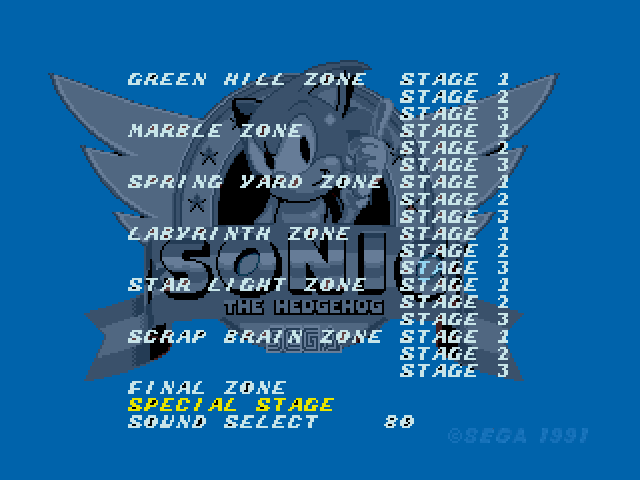 GREEN HILL ZONE STAGE 1
STAGE 2
STAGE 3
MARBLE ZONE STAGE 1
STAGE 2
STAGE 3
SPRING YARD ZONE STAGE 1
STAGE 2
STAGE 3
LABYRINTH ZONE STAGE 1
STAGE 2
STAGE 3
STAR LIGHT ZONE STAGE 1
STAGE 2
STAGE 3
SCRAP BRAIN ZONE STAGE 1
STAGE 2
STAGE 3
FINAL ZONE
SPECIAL STAGE
SOUND SELECT 80
SONIC
THE HEDGEHOG
SEGA
©SEGA 1991